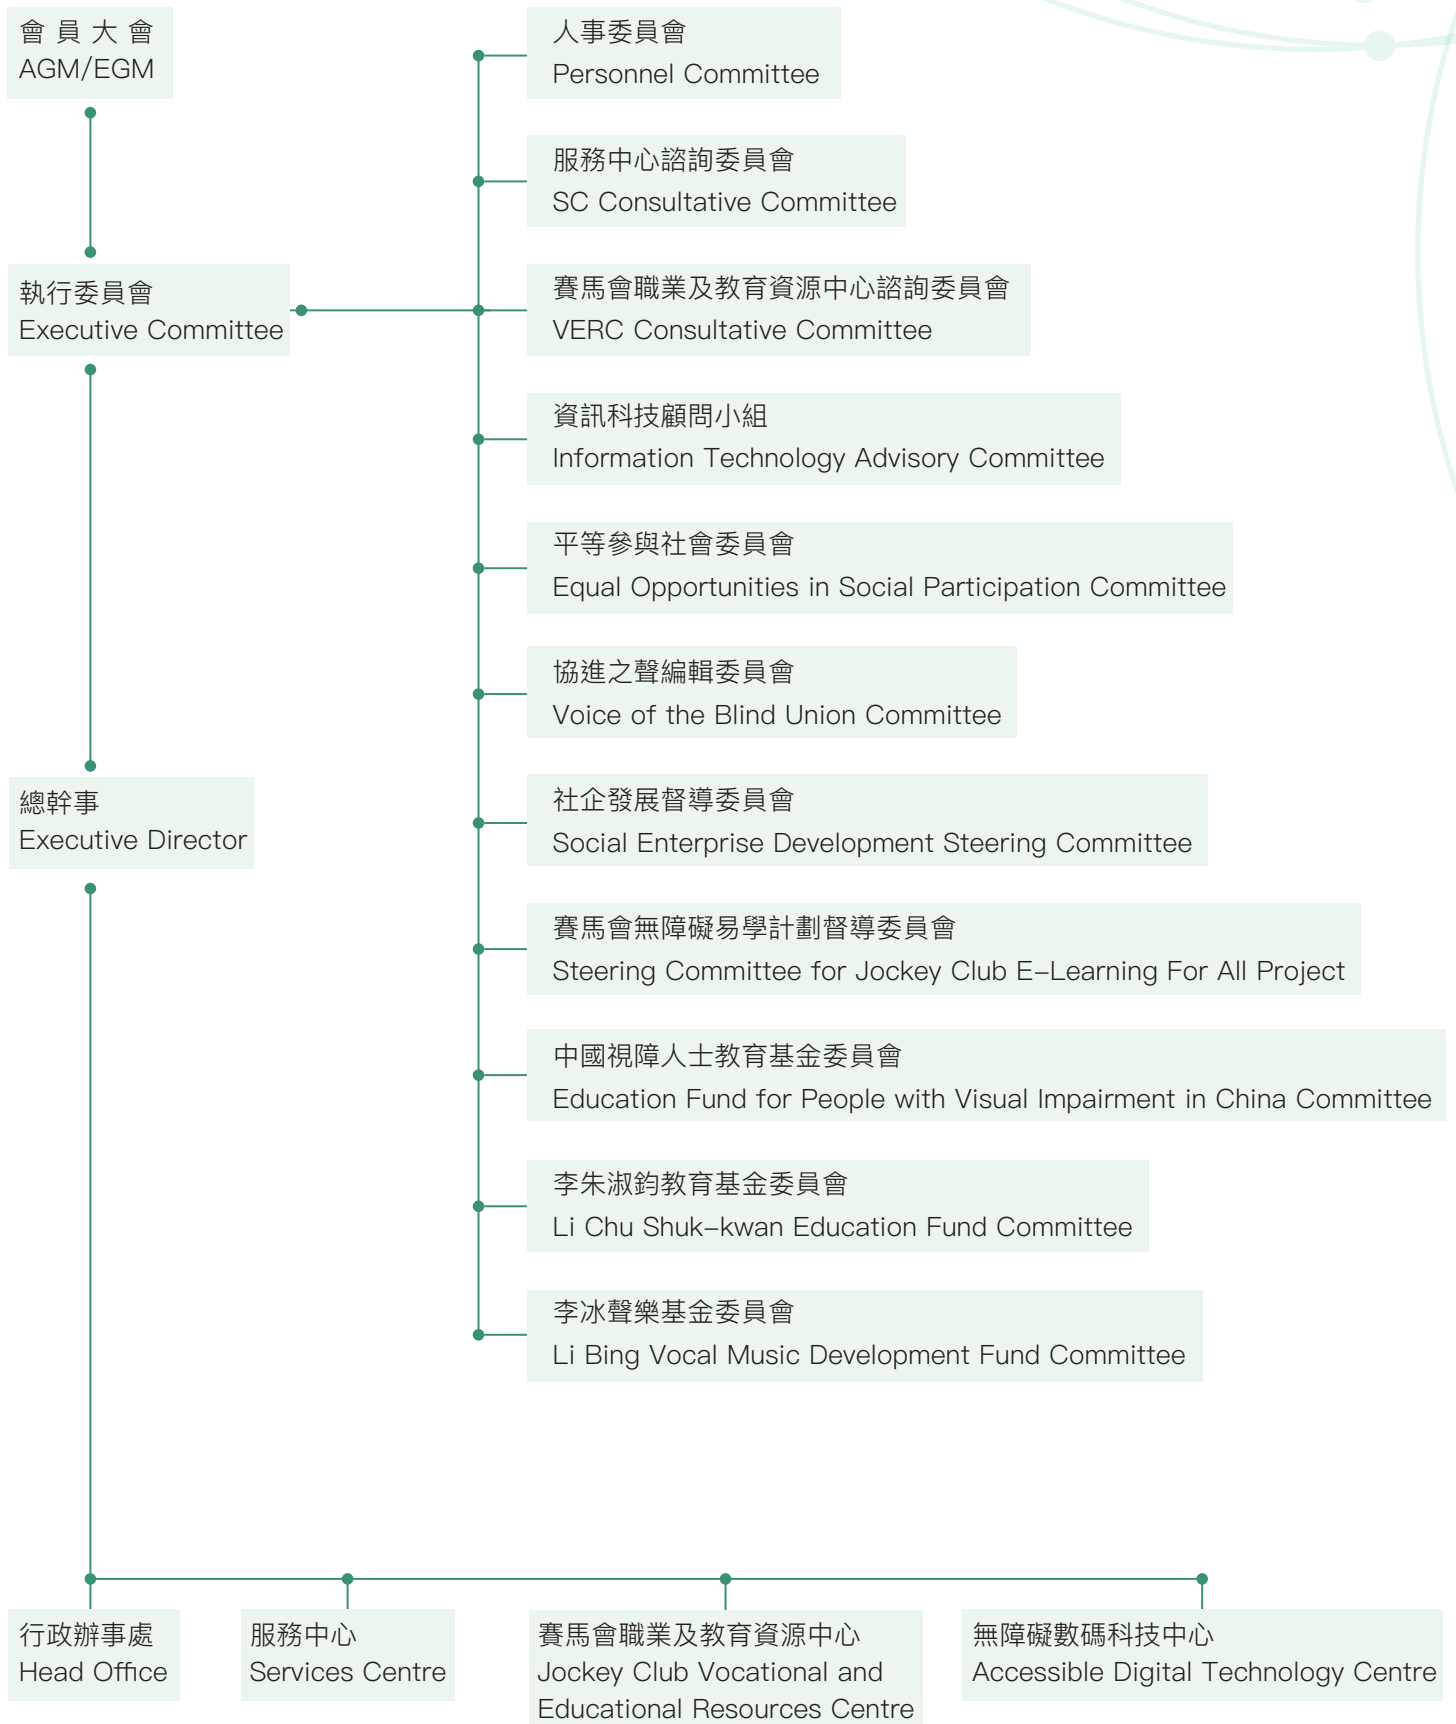 會員大會
AGM/EGM
執行委員會
Executive Committee
總幹事
Executive Director
人事委員會
Personnel Committee
服務中心諮詢委員會
SC Consultative Committee
賽馬會職業及教育資源中心諮詢委員會
VERC Consultative Committee
資訊科技顧問小組
Information Technology Advisory Committee
平等參與社會委員會
Equal Opportunities in Social Participation Committee
協進之聲編輯委員會
Voice of the Blind Union Committee
社企發展督導委員會
Social Enterprise Development Steering Committee
賽馬會無障礙易學計劃督導委員會
Steering Committee for Jockey Club E–Learning For All Project
中國視障人士教育基金委員會
Education Fund for People with Visual Impairment in China Committee
李朱淑鈞教育基金委員會
Li Chu Shuk–kwan Education Fund Committee
李冰聲樂基金委員會
Li Bing Vocal Music Development Fund Committee
行政辦事處
Head Office
服務中心
Services Centre
賽馬會職業及教育資源中心
Jockey Club Vocational and
Educational Resources Centre
無障礙數碼科技中心
Accessible Digital Technology Centre